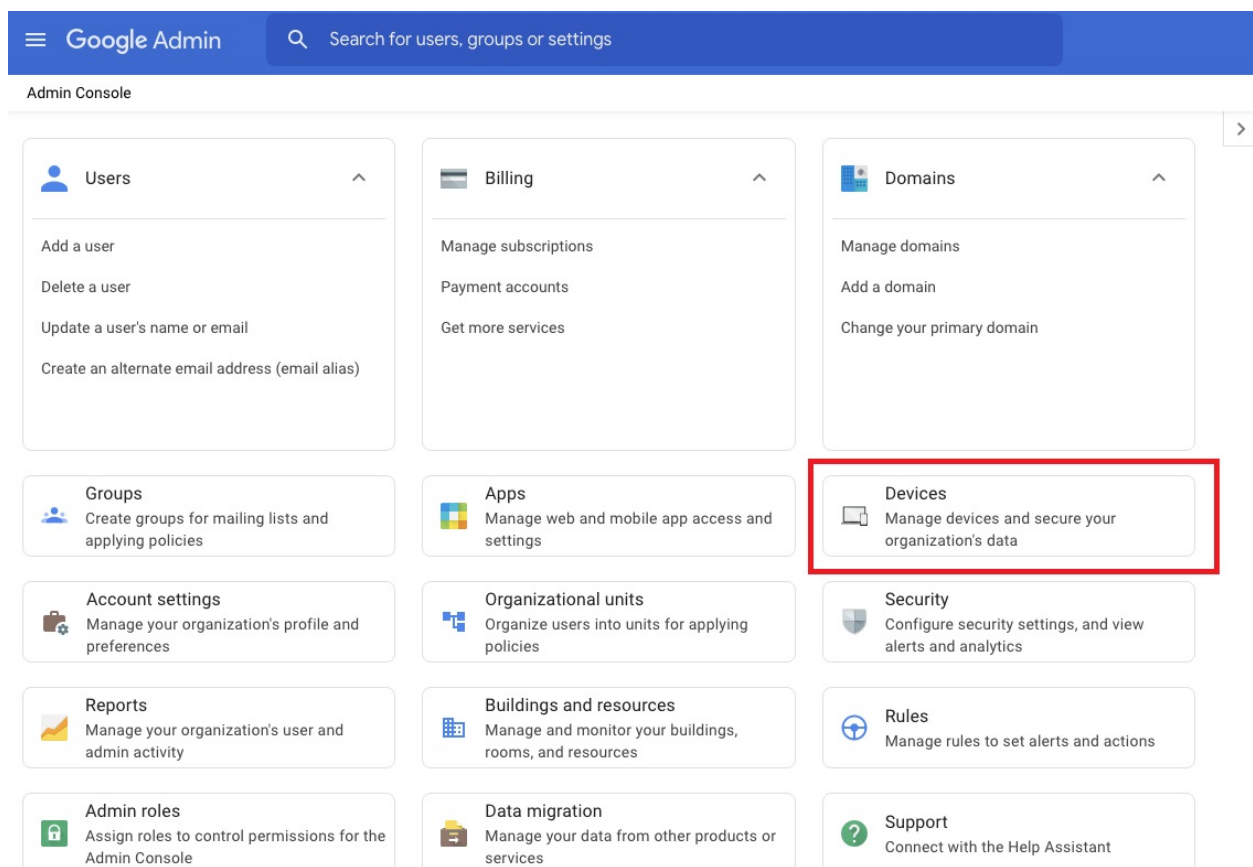 Google Admin
Search for users, groups or settings
Admin Console
Users
Add a user
Delete a user
Update a user's name or email
Create an alternate email address (email alias)
Billing
Manage subscriptions
Payment accounts
Get more services
Domains
Manage domains
Add a domain
Change your primary domain
Groups
Create groups for mailing lists and
applying policies
Apps
Manage web and mobile app access and
settings
Devices
Manage devices and secure your
organization's data
Account settings
Manage your organization's profile and
preferences
Organizational units
Organize users into units for applying
policies
Security
Configure security settings, and view
alerts and analytics
Reports
Manage your organization's user and
admin activity
Buildings and resources
Manage and monitor your buildings,
rooms, and resources
Rules
Manage rules to set alerts and actions
Admin roles
Assign roles to control permissions for the
Admin Console
Data migration
Manage your data from other products or
services
Support
Connect with the Help Assistant